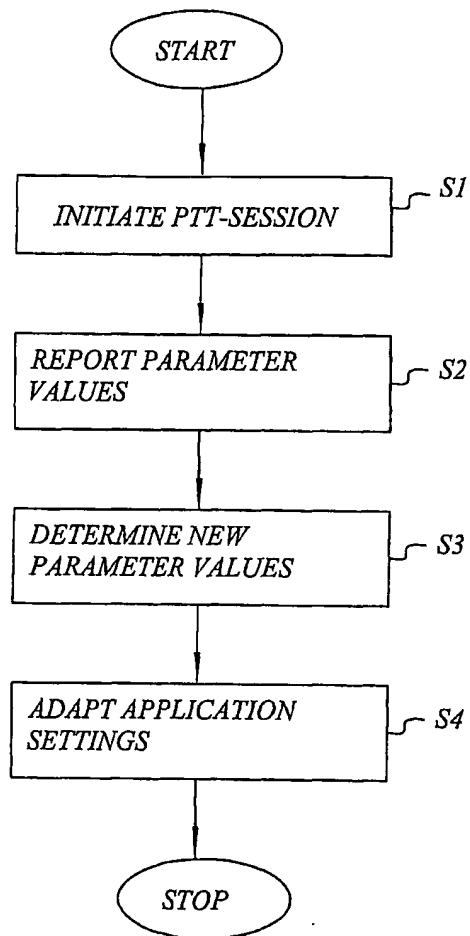 START
INITIATE PTT-SESSION
S1
REPORT PARAMETER
VALUES
S2
DETERMINE NEW
PARAMETER VALUES
S3
ADAPT APPLICATION
SETTINGS
S4
STOP